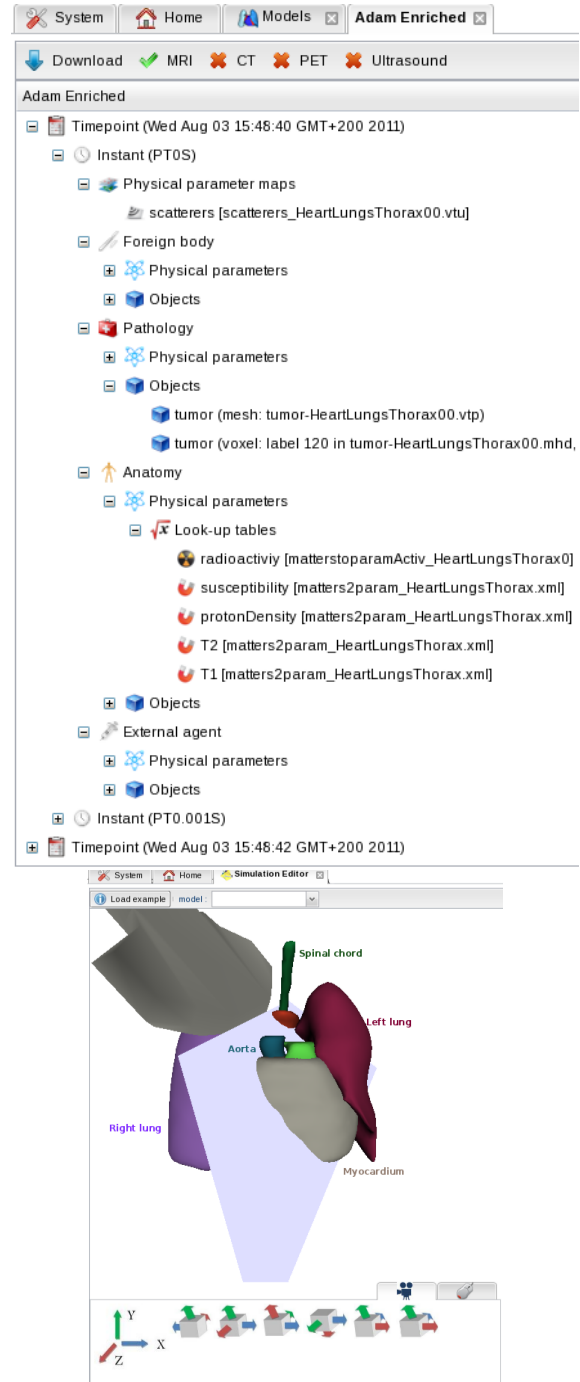 System Home Models Adam Enriched
Download MRI CT PET Ultrasound
Adam Enriched
Timepoint (Wed Aug 03 15:48:40 GMT+200 2011)
Instant (PT0S)
Physical parameter maps
scatterers [scatterers_HeartLungsThorax00.vtu]
Foreign body
Physical parameters
Objects
Pathology
Physical parameters
Objects
tumor (mesh: tumor-HeartLungsThorax00.vtp)
tumor (voxel: label 120 in tumor-HeartLungsThorax00.mhd,
Anatomy
Physical parameters
√x Look-up tables
radioactiviy [matterstoparamActiv_HeartLungsThorax0]
susceptibility [matters2param_HeartLungsThorax.xml]
protonDensity [matters2param_HeartLungsThorax.xml]
T2 [matters2param_HeartLungsThorax.xml]
T1 [matters2param_HeartLungsThorax.xml]
Objects
External agent
Physical parameters
Objects
Instant (PT0.001S)
Timepoint (Wed Aug 03 15:48:42 GMT+200 2011)
System Home Simulation Editor
Load example model :
Spinal chord
Left lung
Aorta
Right lung
Myocardium
Y
X
Z